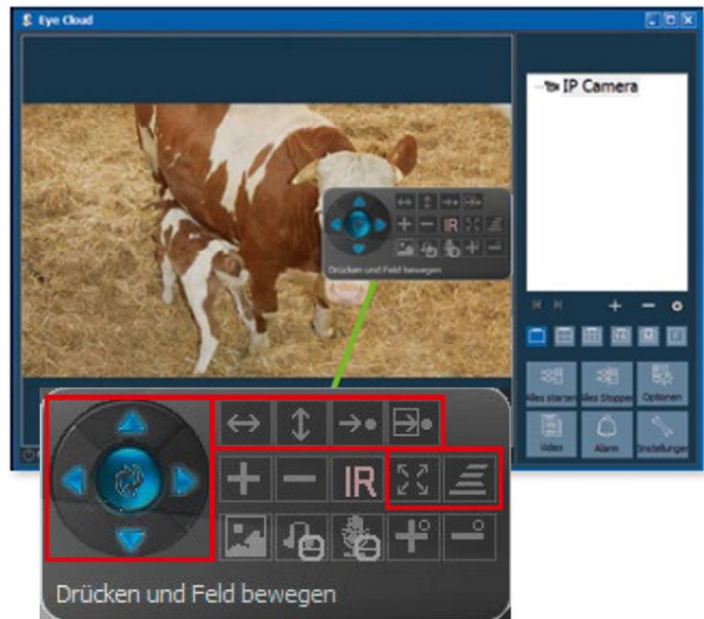 Eye Cloud
IP Camera
IR
Drücken und Feld bewegen
Alles starten Alles Stoppen Optionen
Video Alarm Instellungen
IR
Drücken und Feld bewegen